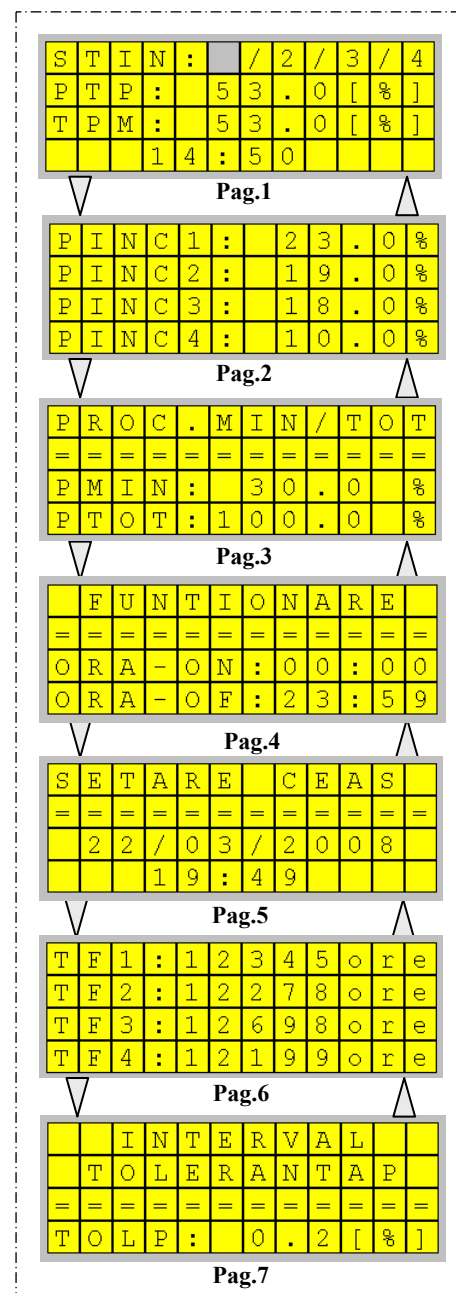 STIN: /2/3/4
PTP: 53.0[%]
TPM: 53.0[%]
14:50
Pag.1
PINC1: 23.0%
PINC2: 19.0%
PINC3: 18.0%
PINC4: 10.0%
Pag.2
PROC.MIN/TOT
============
PMIN: 30.0 %
PTOT:100.0 %
Pag.3
FUNTIONARE
============
ORA-ON:00:00
ORA-OF:23:59
Pag.4
SETARE CEAS
============
22/03/2008
19:49
Pag.5
TF1:12345ore
TF2:12278ore
TF3:12698ore
TF4:12199ore
Pag.6
INTERVAL
TOLERANTAP
============
TOLP: 0.2[%]
Pag.7